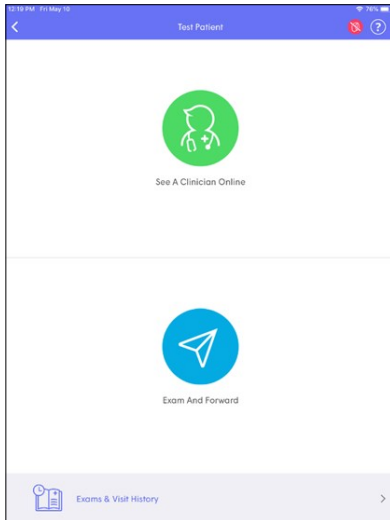 12:19 PM Fri May 10
76%
Test Patient
?
See A Clinician Online
Exam And Forward
Exams & Visit History